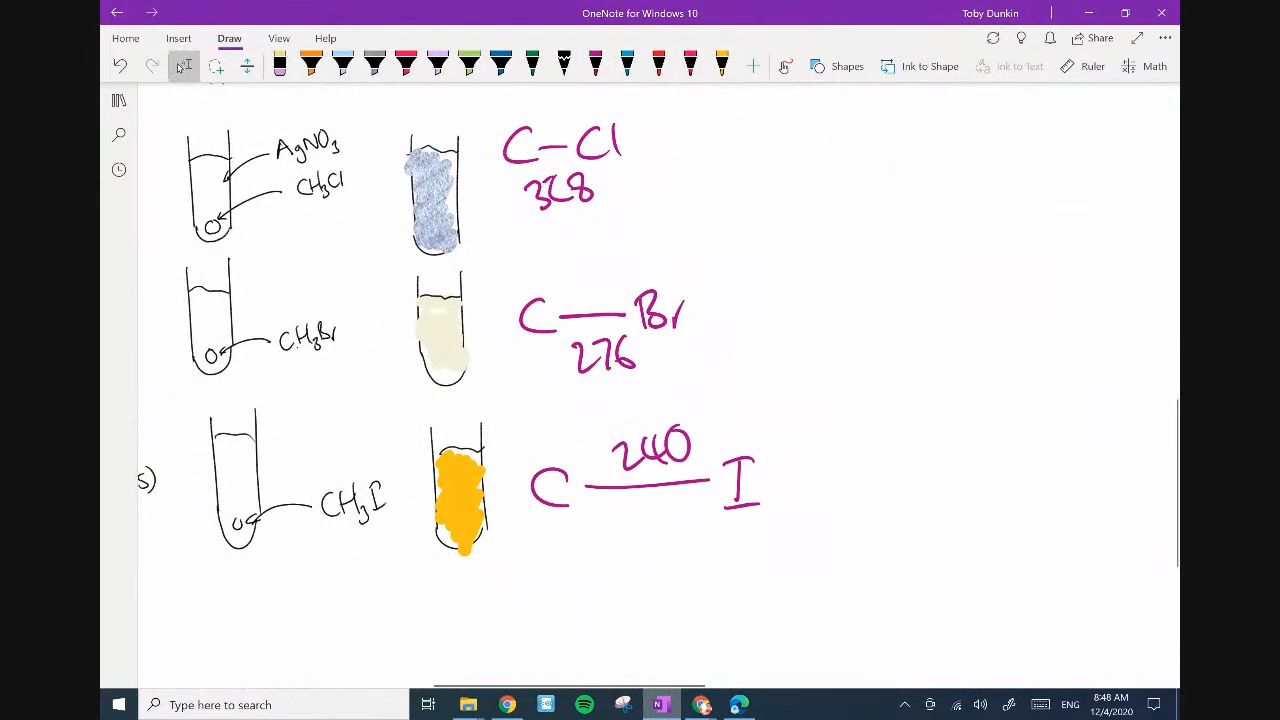 OneNote for Windows 10
Toby Dunkin
Home Insert Draw View Help
Share
Shapes Ink to Shape Ink to Text Ruler Math
AgNO₃
CH₃Cl
C–Cl
328
CH₃Br
C—Br
276
s)
CH₃I
240
C—I
Type here to search
ENG
8:48 AM
12/4/2020